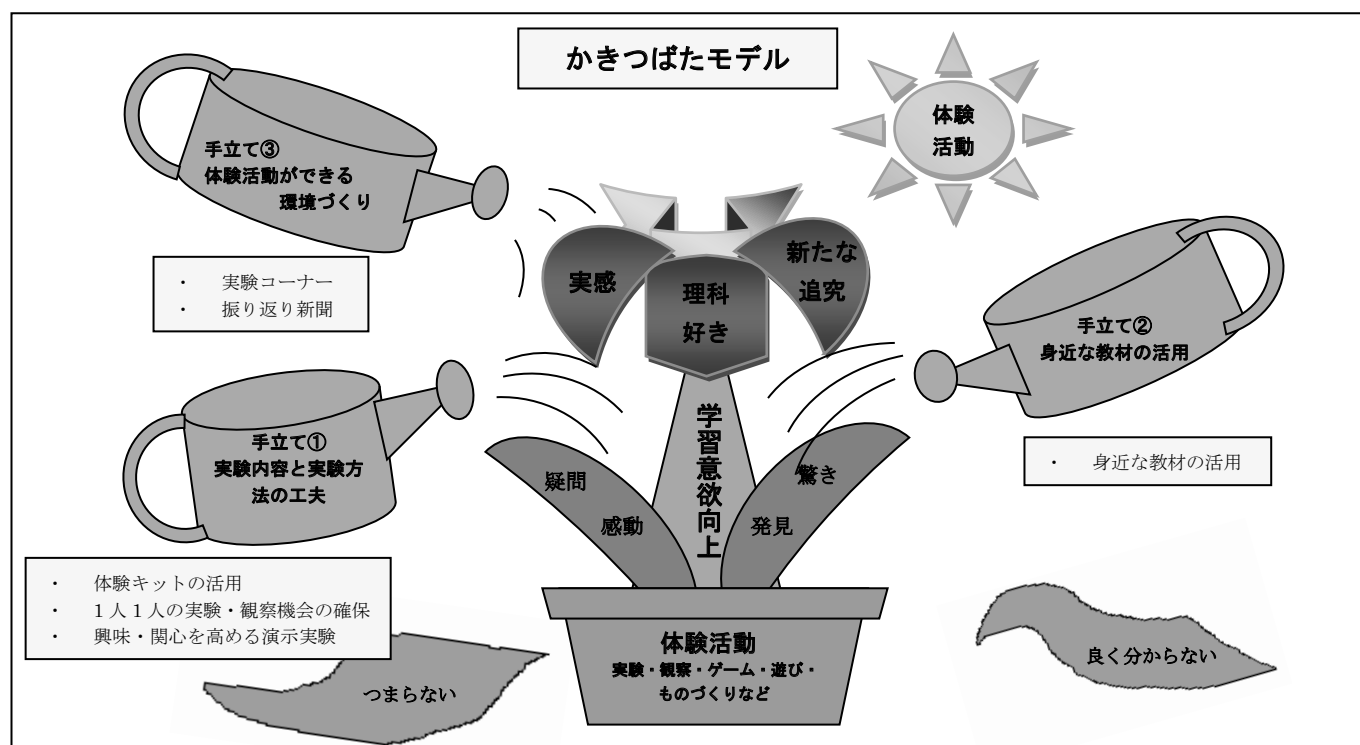 かきつばたモデル
体験
活動
手立て③
体験活動ができる
環境づくり
・ 実験コーナー
・ 振り返り新聞
実感
理科
好き
新たな
追究
手立て②
身近な教材の活用
・ 身近な教材の活用
手立て①
実験内容と実験方
法の工夫
・ 体験キットの活用
・ 1人1人の実験・観察機会の確保
・ 興味・関心を高める演示実験
学習意欲向上
疑問
感動
驚き
発見
体験活動
実験・観察・ゲーム・遊び・
ものづくりなど
つまらない
良く分からない